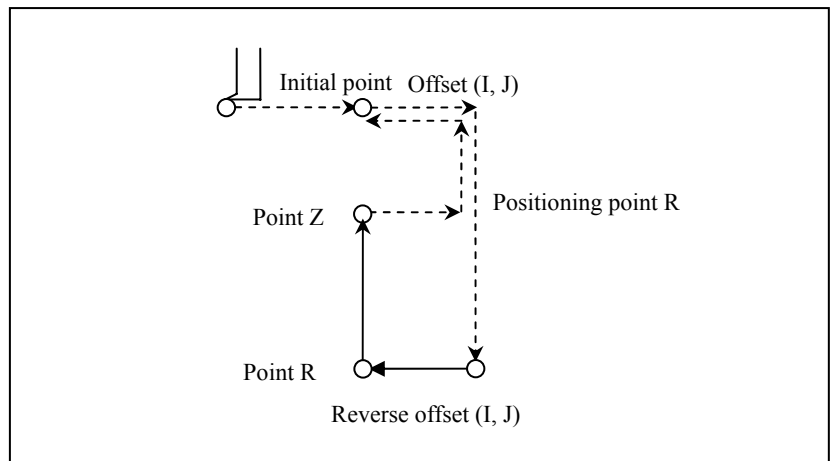 Initial point
Offset (I, J)
Positioning point R
Point Z
Point R
Reverse offset (I, J)